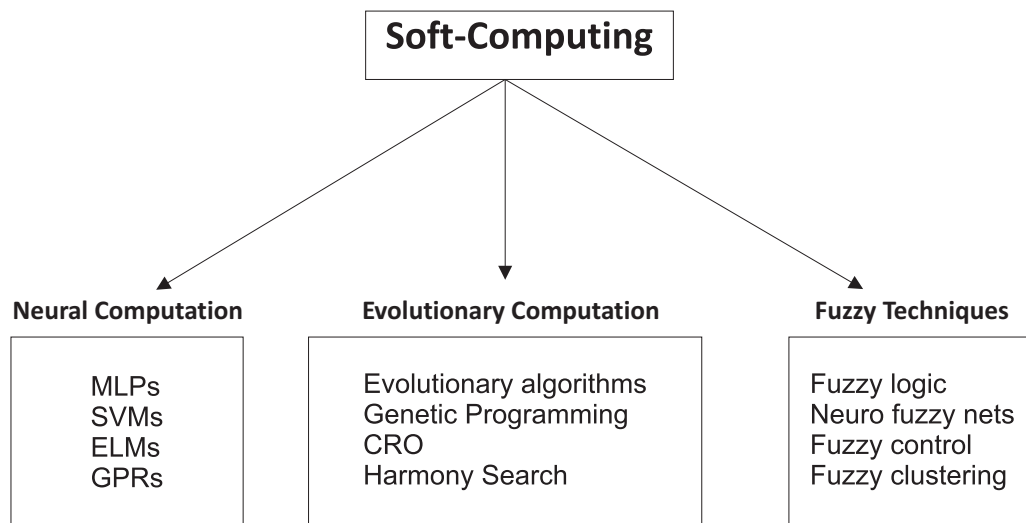 Soft-Computing
Neural Computation
MLPs
SVMs
ELMs
GPRs
Evolutionary Computation
Evolutionary algorithms
Genetic Programming
CRO
Harmony Search
Fuzzy Techniques
Fuzzy logic
Neuro fuzzy nets
Fuzzy control
Fuzzy clustering